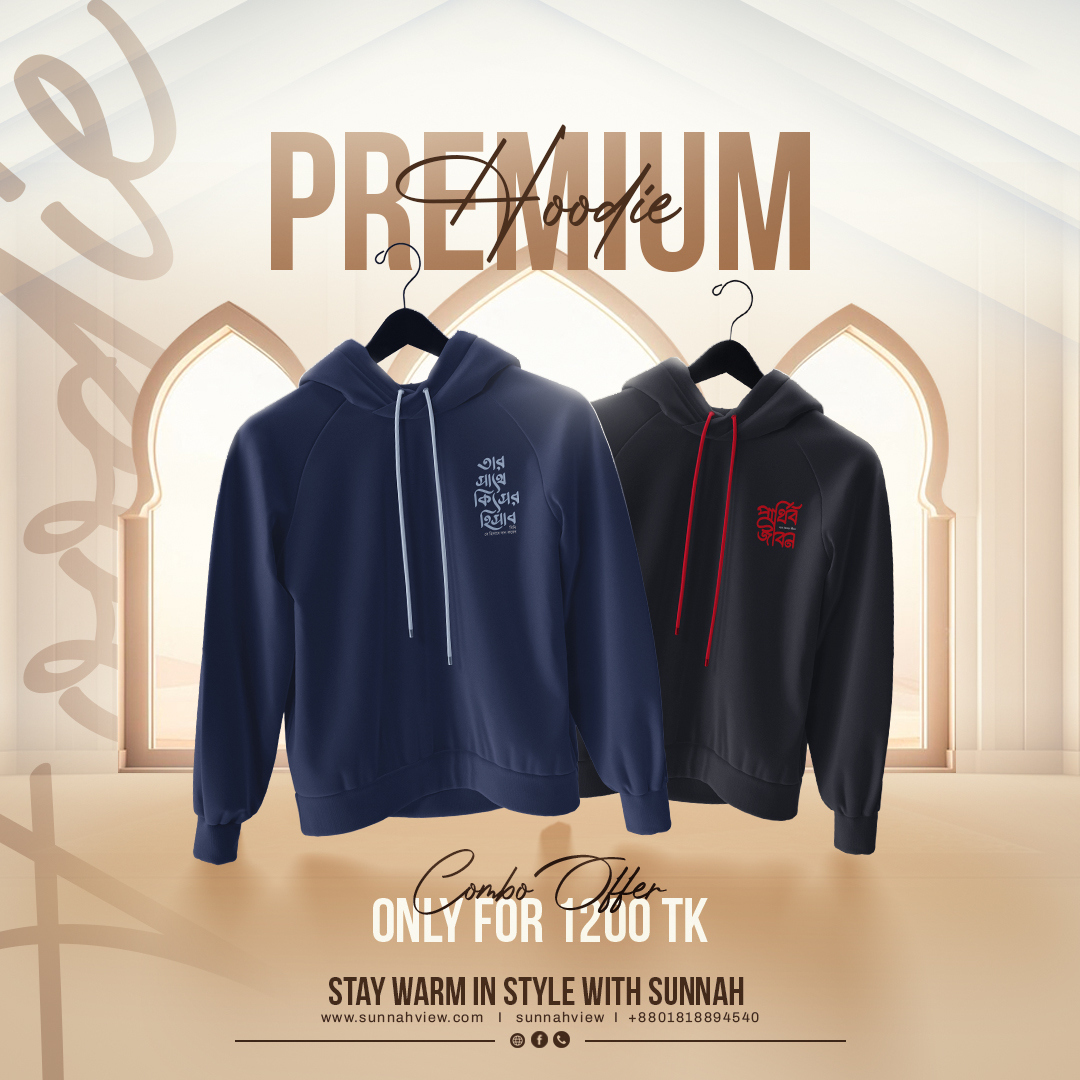 PREMIUM
Hoodie
তার
সাথে
কিসের
হিসাব
পার্থিব
জীবন
Combo Offer
ONLY FOR 1200 TK
STAY WARM IN STYLE WITH SUNNAH
www.sunnahview.com I sunnahview I +8801818894540